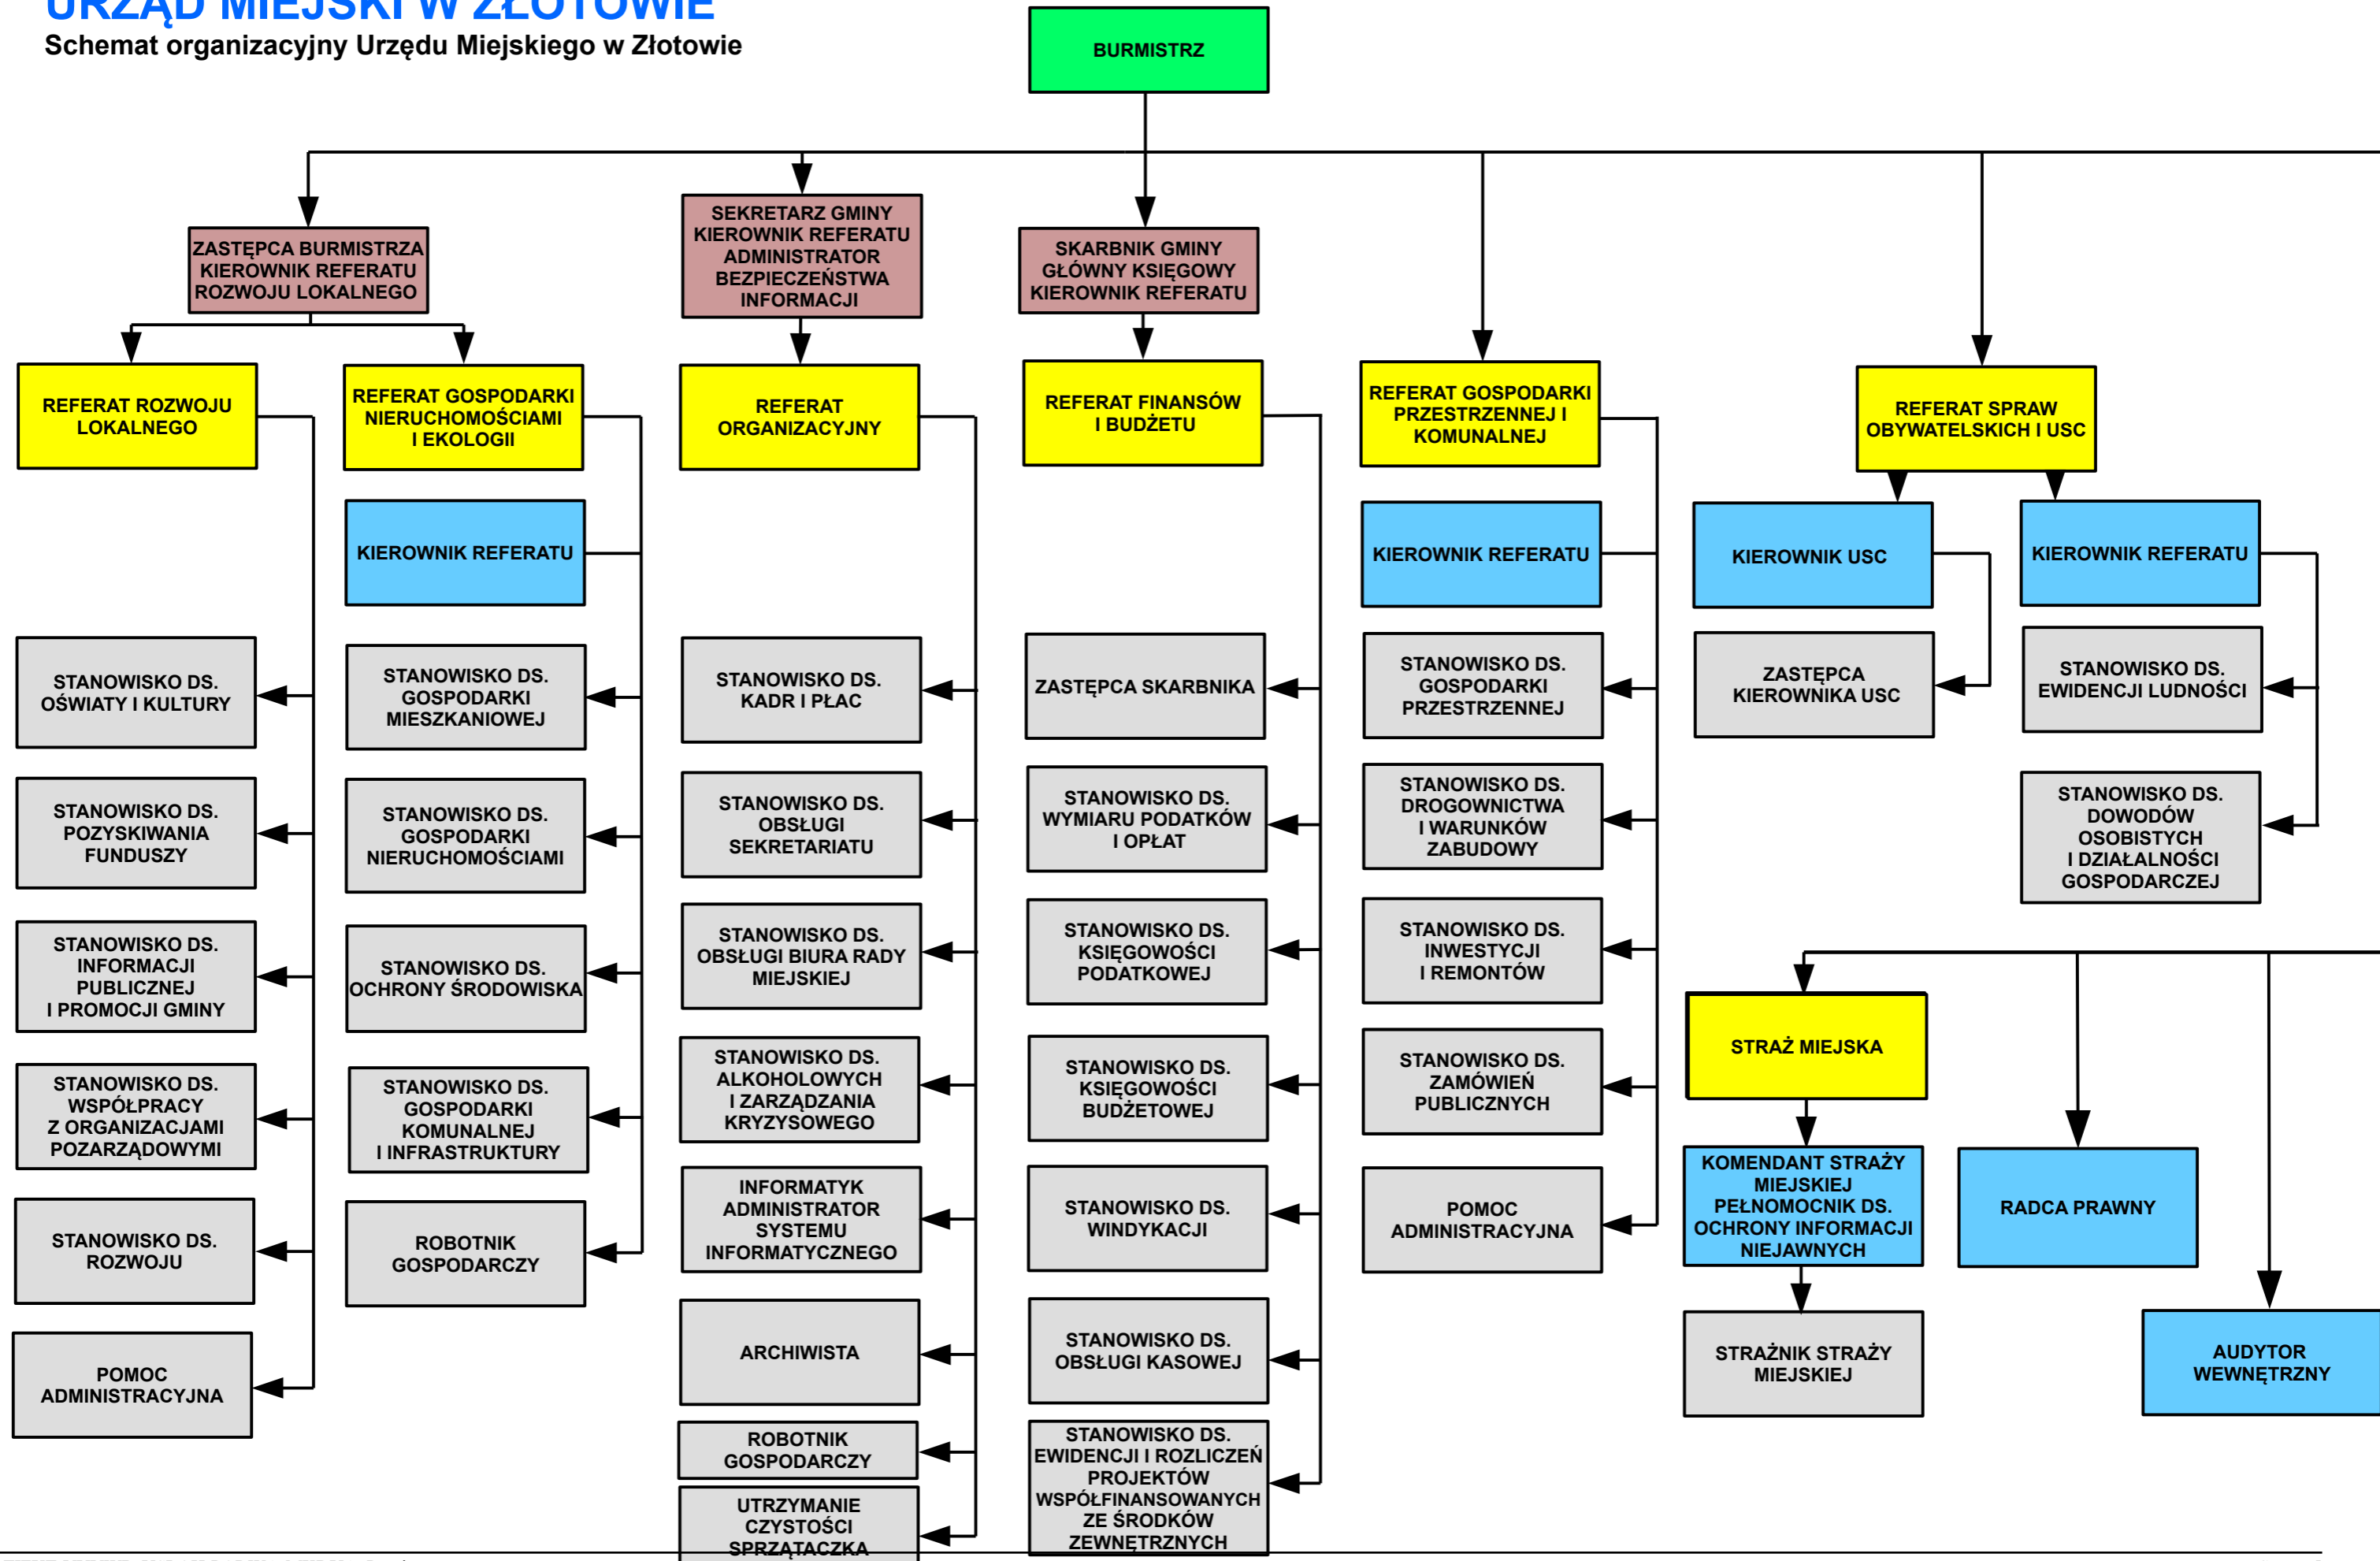 URZĄD MIEJSKI W ZŁOTOWIE
Schemat organizacyjny Urzędu Miejskiego w Złotowie
BURMISTRZ
ZASTĘPCA BURMISTRZA
KIEROWNIK REFERATU
ROZWOJU LOKALNEGO
SEKRETARZ GMINY
KIEROWNIK REFERATU
ADMINISTRATOR
BEZPIECZEŃSTWA
INFORMACJI
SKARBNIK GMINY
GŁÓWNY KSIĘGOWY
KIEROWNIK REFERATU
REFERAT ROZWOJU
LOKALNEGO
REFERAT GOSPODARKI
NIERUCHOMOŚCIAMI
I EKOLOGII
REFERAT
ORGANIZACYJNY
REFERAT FINANSÓW
I BUDŻETU
REFERAT GOSPODARKI
PRZESTRZENNEJ I
KOMUNALNEJ
REFERAT SPRAW
OBYWATELSKICH I USC
KIEROWNIK REFERATU
KIEROWNIK REFERATU
KIEROWNIK USC
KIEROWNIK REFERATU
STANOWISKO DS.
OŚWIATY I KULTURY
STANOWISKO DS.
GOSPODARKI
MIESZKANIOWEJ
STANOWISKO DS.
KADR I PŁAC
ZASTĘPCA SKARBNIKA
STANOWISKO DS.
GOSPODARKI
PRZESTRZENNEJ
ZASTĘPCA
KIEROWNIKA USC
STANOWISKO DS.
EWIDENCJI LUDNOŚCI
STANOWISKO DS.
POZYSKIWANIA
FUNDUSZY
STANOWISKO DS.
GOSPODARKI
NIERUCHOMOŚCIAMI
STANOWISKO DS.
OBSŁUGI
SEKRETARIATU
STANOWISKO DS.
WYMIARU PODATKÓW
I OPŁAT
STANOWISKO DS.
DROGOWNICTWA
I WARUNKÓW
ZABUDOWY
STANOWISKO DS.
DOWODÓW
OSOBISTYCH
I DZIAŁALNOŚCI
GOSPODARCZEJ
STANOWISKO DS.
INFORMACJI
PUBLICZNEJ
I PROMOCJI GMINY
STANOWISKO DS.
OCHRONY ŚRODOWISKA
STANOWISKO DS.
OBSŁUGI BIURA RADY
MIEJSKIEJ
STANOWISKO DS.
KSIĘGOWOŚCI
PODATKOWEJ
STANOWISKO DS.
INWESTYCJI
I REMONTÓW
STRAŻ MIEJSKA
STANOWISKO DS.
WSPÓŁPRACY
Z ORGANIZACJAMI
POZARZĄDOWYMI
STANOWISKO DS.
GOSPODARKI
KOMUNALNEJ
I INFRASTRUKTURY
STANOWISKO DS.
ALKOHOLOWYCH
I ZARZĄDZANIA
KRYZYSOWEGO
STANOWISKO DS.
KSIĘGOWOŚCI
BUDŻETOWEJ
STANOWISKO DS.
ZAMÓWIEŃ
PUBLICZNYCH
KOMENDANT STRAŻY
MIEJSKIEJ
PEŁNOMOCNIK DS.
OCHRONY INFORMACJI
NIEJAWNYCH
RADCA PRAWNY
STANOWISKO DS.
ROZWOJU
ROBOTNIK
GOSPODARCZY
INFORMATYK
ADMINISTRATOR
SYSTEMU
INFORMATYCZNEGO
STANOWISKO DS.
WINDYKACJI
POMOC
ADMINISTRACYJNA
POMOC
ADMINISTRACYJNA
ARCHIWISTA
STANOWISKO DS.
OBSŁUGI KASOWEJ
STRAŻNIK STRAŻY
MIEJSKIEJ
AUDYTOR
WEWNĘTRZNY
ROBOTNIK
GOSPODARCZY
STANOWISKO DS.
EWIDENCJI I ROZLICZEŃ
PROJEKTÓW
WSPÓŁFINANSOWANYCH
ZE ŚRODKÓW
ZEWNĘTRZNYCH
UTRZYMANIE
CZYSTOŚCI
SPRZĄTACZKA